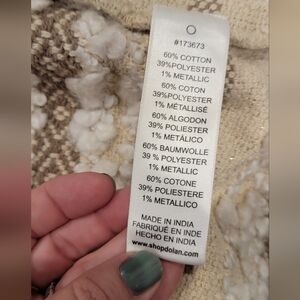 #173673
60% COTTON
39%POLYESTER
1% METALLIC
60% COTON
39%POLYESTER
1% MÉTALLISÉ
60% ALGODON
39% POLIESTER
1% METÁLICO
60% BAUMWOLLE
39 % POLYESTER
1% METALLIC
60% COTONE
39% POLIESTERE
1% METALLICO
MADE IN INDIA
FABRIQUÉ EN INDE
HECHO EN INDIA
www.shopdolan.com